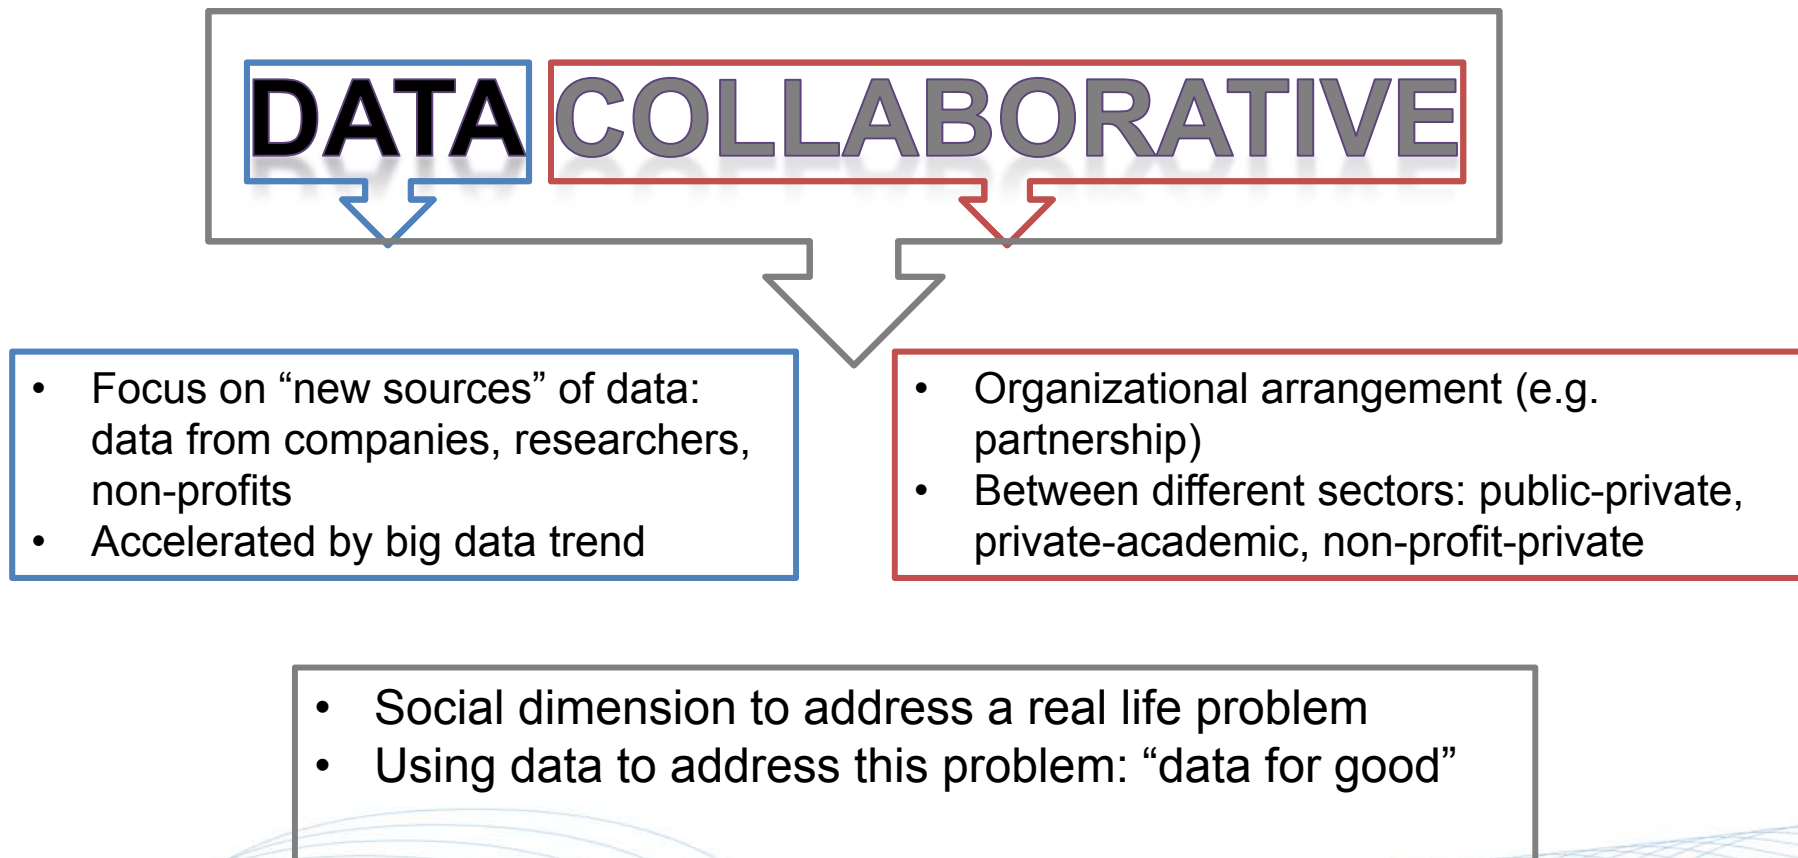 DATA COLLABORATIVE
• Focus on “new sources” of data:
data from companies, researchers,
non-profits
• Accelerated by big data trend
• Organizational arrangement (e.g.
partnership)
• Between different sectors: public-private,
private-academic, non-profit-private
• Social dimension to address a real life problem
• Using data to address this problem: “data for good”